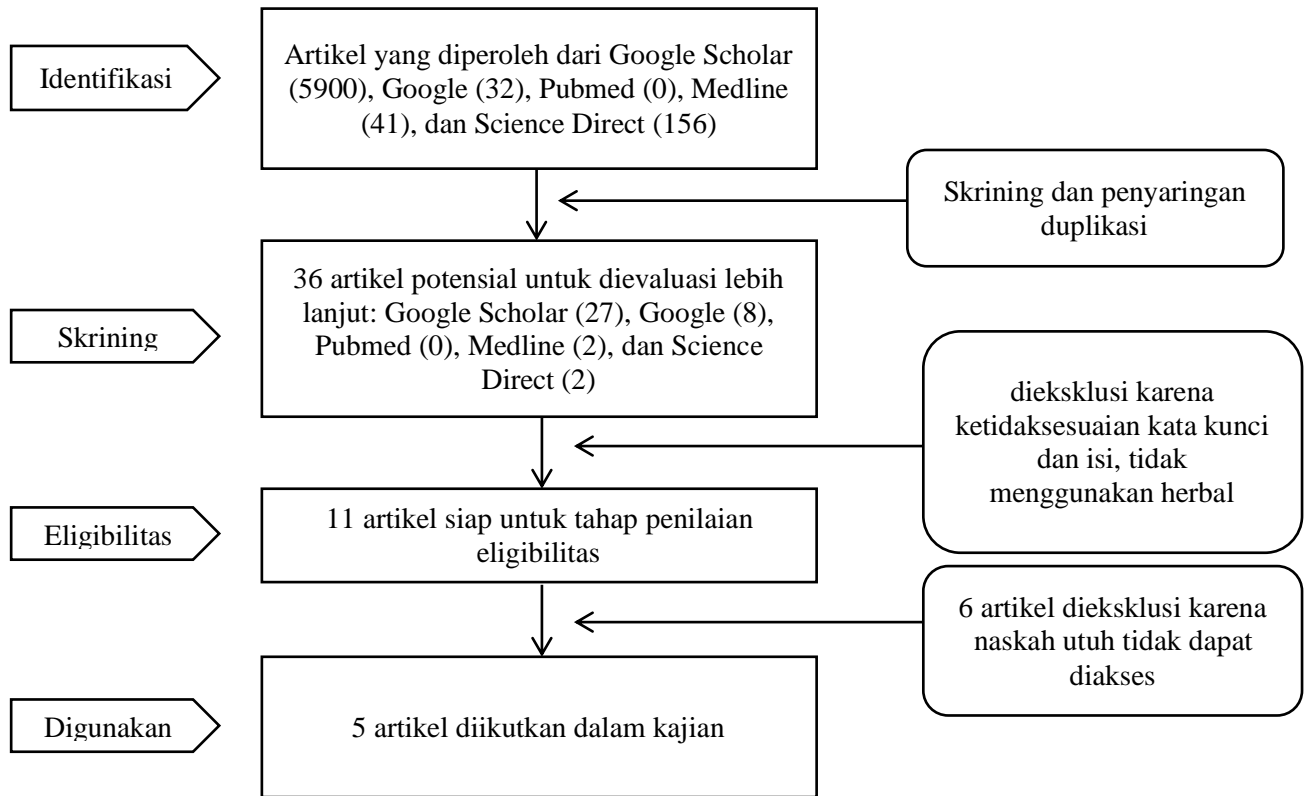 Identifikasi
Artikel yang diperoleh dari Google Scholar
(5900), Google (32), Pubmed (0), Medline
(41), dan Science Direct (156)
Skrining dan penyaringan
duplikasi
Skrining
36 artikel potensial untuk dievaluasi lebih
lanjut: Google Scholar (27), Google (8),
Pubmed (0), Medline (2), dan Science
Direct (2)
dieksklusi karena
ketidaksesuaian kata kunci
dan isi, tidak
menggunakan herbal
Eligibilitas
11 artikel siap untuk tahap penilaian
eligibilitas
6 artikel dieksklusi karena
naskah utuh tidak dapat
diakses
Digunakan
5 artikel diikutkan dalam kajian